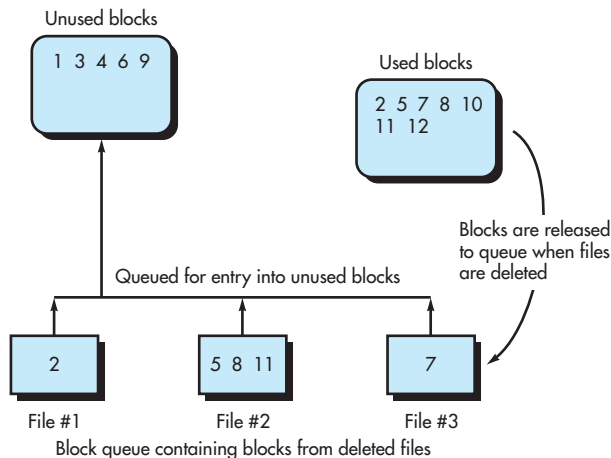 Unused blocks
1 3 4 6 9
Used blocks
2 5 7 8 10
11 12
Blocks are released
to queue when files
are deleted
Queued for entry into unused blocks
2
5 8 11
7
File #1
File #2
File #3
Block queue containing blocks from deleted files